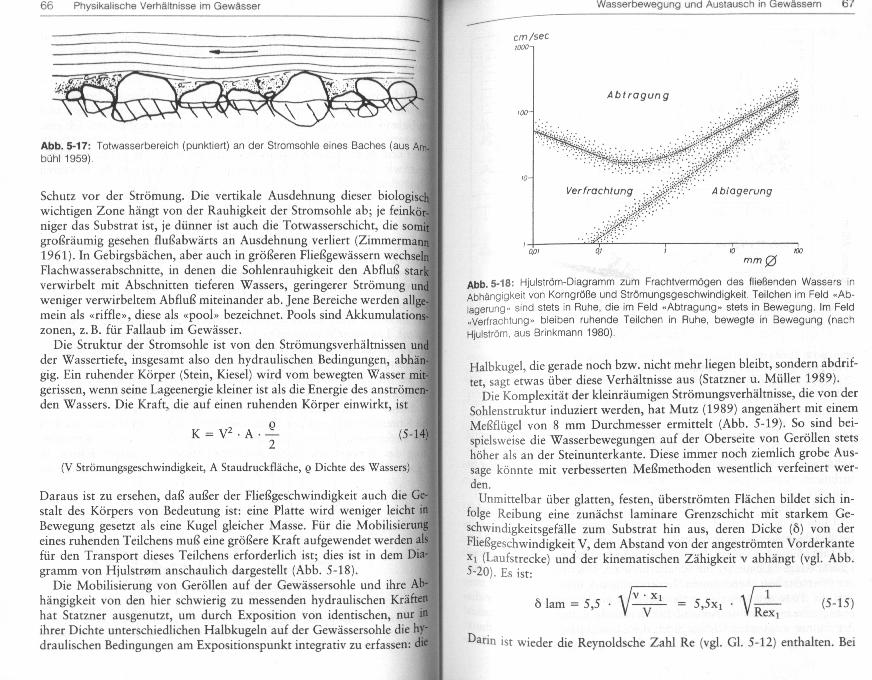 66 Physikalische Verhältnisse im Gewässer
Abb. 5-17: Totwasserbereich (punktiert) an der Stromsohle eines Baches (aus Am-
bühl 1959).
Schutz vor der Strömung. Die vertikale Ausdehnung dieser biologisch
wichtigen Zone hängt von der Rauhigkeit der Stromsohle ab; je feinkör-
niger das Substrat ist, je dünner ist auch die Totwasserschicht, die somit
großräumig gesehen flußabwärts an Ausdehnung verliert (Zimmermann
1961). In Gebirgsbächen, aber auch in größeren Fließgewässern wechseln
Flachwasserabschnitte, in denen die Sohlenrauhigkeit den Abfluß stark
verwirbelt mit Abschnitten tieferen Wassers, geringerer Strömung und
weniger verwirbeltem Abfluß miteinander ab. Jene Bereiche werden allge-
mein als «riffle», diese als «pool» bezeichnet. Pools sind Akkumulations-
zonen, z. B. für Fallaub im Gewässer.
Die Struktur der Stromsohle ist von den Strömungsverhältnissen und
der Wassertiefe, insgesamt also den hydraulischen Bedingungen, abhän-
gig. Ein ruhender Körper (Stein, Kiesel) wird vom bewegten Wasser mit-
gerissen, wenn seine Lageenergie kleiner ist als die Energie des anströmen-
den Wassers. Die Kraft, die auf einen ruhenden Körper einwirkt, ist
K = V² · A · ϱ/2 (5-14)
(V Strömungsgeschwindigkeit, A Staudruckfläche, ϱ Dichte des Wassers)
Daraus ist zu ersehen, daß außer der Fließgeschwindigkeit auch die Ge-
stalt des Körpers von Bedeutung ist: eine Platte wird weniger leicht in
Bewegung gesetzt als eine Kugel gleicher Masse. Für die Mobilisierung
eines ruhenden Teilchens muß eine größere Kraft aufgewendet werden als
für den Transport dieses Teilchens erforderlich ist; dies ist in dem Dia-
gramm von Hjulstrøm anschaulich dargestellt (Abb. 5-18).
Die Mobilisierung von Geröllen auf der Gewässersohle und ihre Ab-
hängigkeit von den hier schwierig zu messenden hydraulischen Kräften
hat Statzner ausgenutzt, um durch Exposition von identischen, nur in
ihrer Dichte unterschiedlichen Halbkugeln auf der Gewässersohle die hy-
draulischen Bedingungen am Expositionspunkt integrativ zu erfassen: die
Wasserbewegung und Austausch in Gewässern 67
cm/sec
1000
Abtragung
100
10
Verfrachtung Ablagerung
1
0,01 0,1 1 10 100
mm Ø
Abb. 5-18: Hjulström-Diagramm zum Frachtvermögen des fließenden Wassers in
Abhängigkeit von Korngröße und Strömungsgeschwindigkeit. Teilchen im Feld «Ab-
lagerung» sind stets in Ruhe, die im Feld «Abtragung» stets in Bewegung. Im Feld
«Verfrachtung» bleiben ruhende Teilchen in Ruhe, bewegte in Bewegung (nach
Hjulström, aus Brinkmann 1980).
Halbkugel, die gerade noch bzw. nicht mehr liegen bleibt, sondern abdrif-
tet, sagt etwas über diese Verhältnisse aus (Statzner u. Müller 1989).
Die Komplexität der kleinräumigen Strömungsverhältnisse, die von der
Sohlenstruktur induziert werden, hat Mutz (1989) angenähert mit einem
Meßflügel von 8 mm Durchmesser ermittelt (Abb. 5-19). So sind bei-
spielsweise die Wasserbewegungen auf der Oberseite von Geröllen stets
höher als an der Steinunterkante. Diese immer noch ziemlich grobe Aus-
sage könnte mit verbesserten Meßmethoden wesentlich verfeinert wer-
den.
Unmittelbar über glatten, festen, überströmten Flächen bildet sich in-
folge Reibung eine zunächst laminare Grenzschicht mit starkem Ge-
schwindigkeitsgefälle zum Substrat hin aus, deren Dicke (δ) von der
Fließgeschwindigkeit V, dem Abstand von der angeströmten Vorderkante
x₁ (Laufstrecke) und der kinematischen Zähigkeit ν abhängt (vgl. Abb.
5-20). Es ist:
δ lam = 5,5 · √(ν · x₁ / V) = 5,5x₁ · √(1 / Rex₁) (5-15)
Darin ist wieder die Reynoldsche Zahl Re (vgl. Gl. 5-12) enthalten. Bei